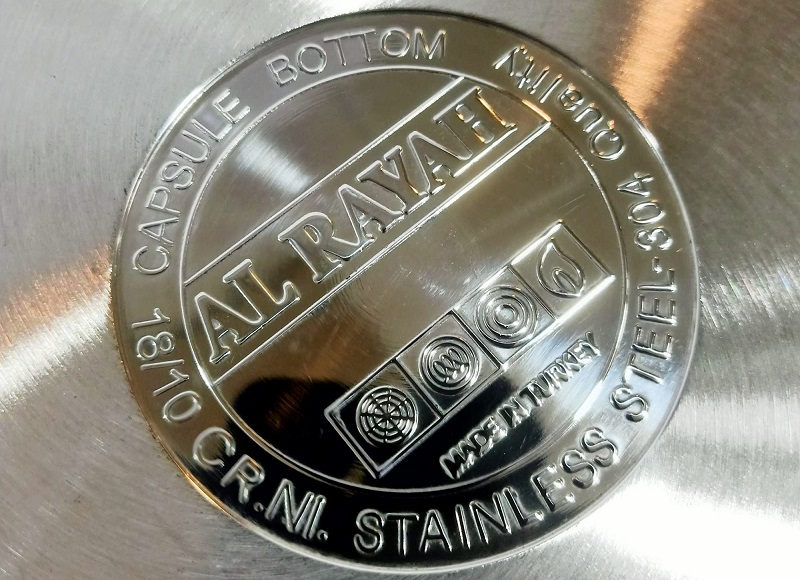 CAPSULE BOTTOM
AL RAYAH
MADE IN TURKEY
18/10 CR.NI. STAINLESS STEEL-304 Quality